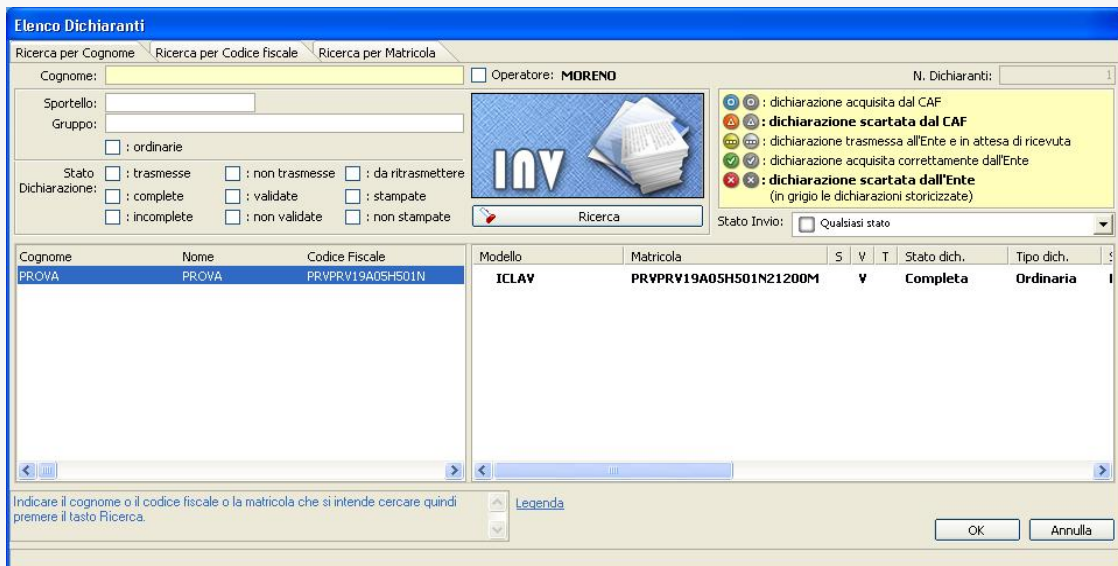 Elenco Dichiaranti
Ricerca per Cognome Ricerca per Codice fiscale Ricerca per Matricola
Cognome:
Operatore: MORENO
N. Dichiaranti: 1
Sportello:
Gruppo:
: ordinarie
Stato Dichiarazione:
: trasmesse : non trasmesse : da ritrasmettere
: complete : validate : stampate
: incomplete : non validate : non stampate
INV
Ricerca
: dichiarazione acquisita dal CAF
: dichiarazione scartata dal CAF
: dichiarazione trasmessa all'Ente e in attesa di ricevuta
: dichiarazione acquisita correttamente dall'Ente
: dichiarazione scartata dall'Ente
(in grigio le dichiarazioni storicizzate)
Stato Invio: Qualsiasi stato
Cognome Nome Codice Fiscale
PROVA PROVA PRVPRV19A05H501N
Modello Matricola S V T Stato dich. Tipo dich.
ICLAV PRVPRV19A05H501N21200M V Completa Ordinaria
Indicare il cognome o il codice fiscale o la matricola che si intende cercare quindi
premere il tasto Ricerca.
Legenda
OK Annulla